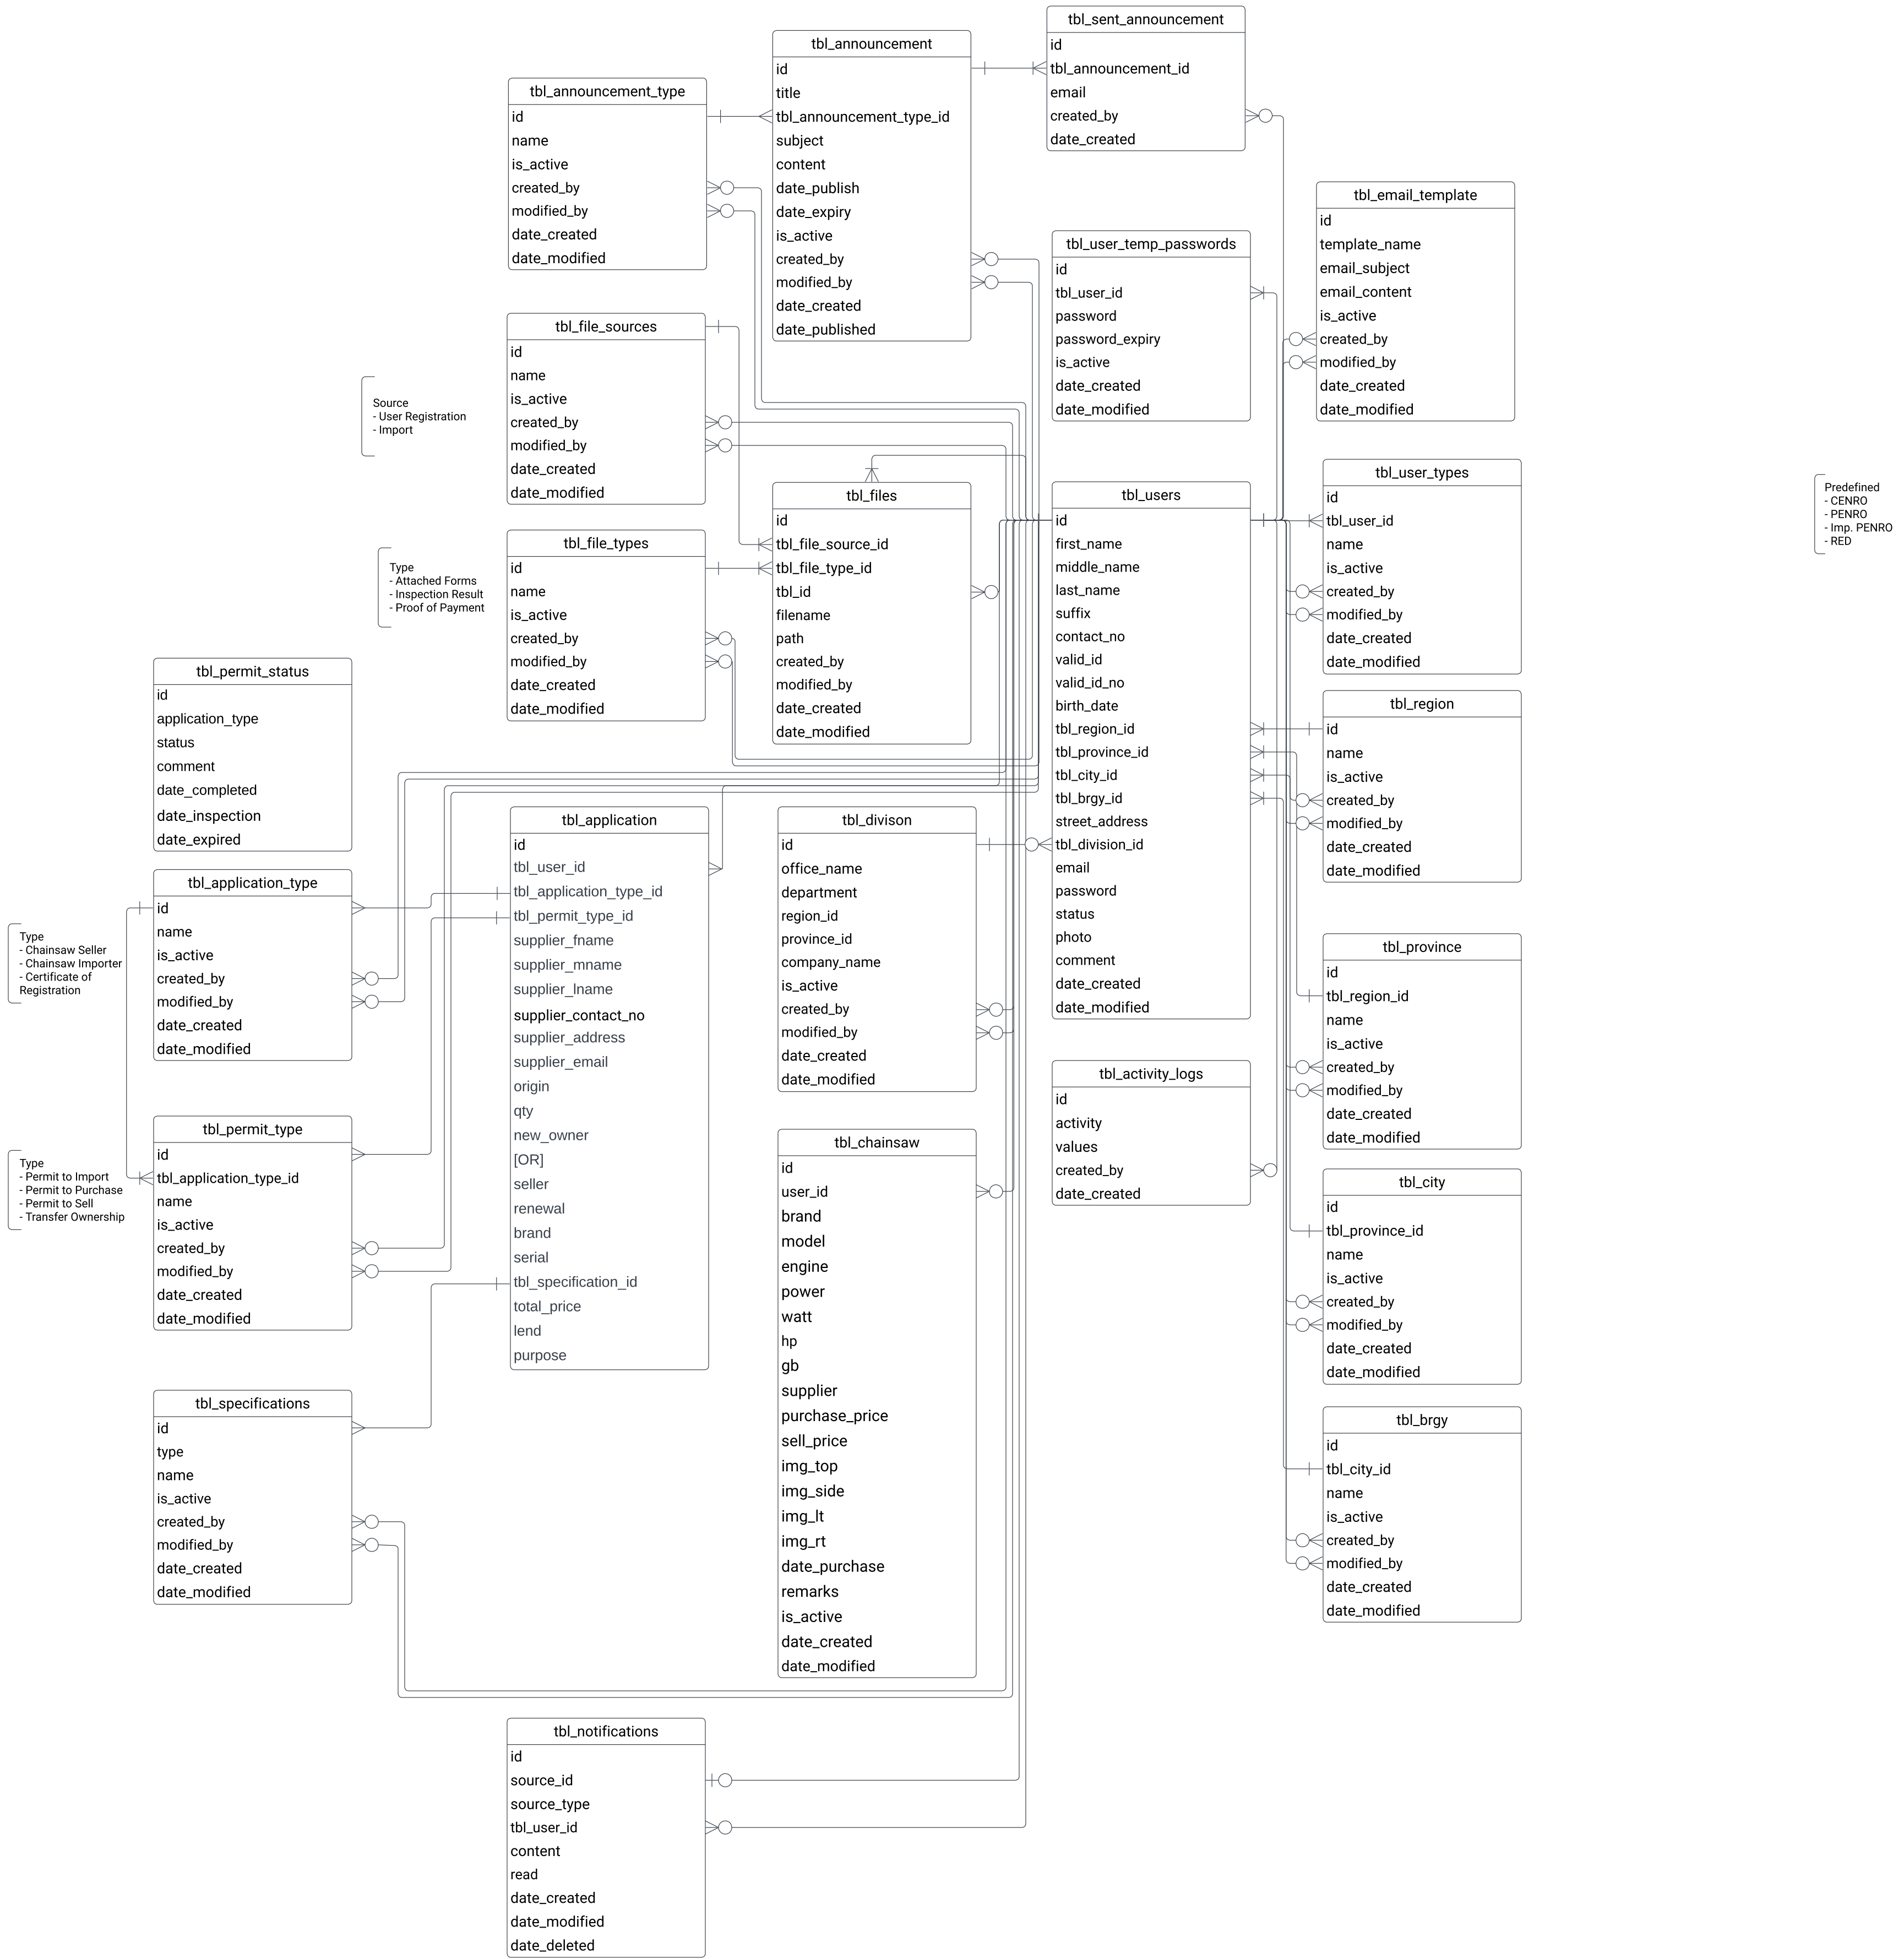 tbl_sent_announcement
id
tbl_announcement_id
email
created_by
date_created
tbl_announcement
id
title
tbl_announcement_type_id
subject
content
date_publish
date_expiry
is_active
created_by
modified_by
date_created
date_published
tbl_announcement_type
id
name
is_active
created_by
modified_by
date_created
date_modified
tbl_email_template
id
template_name
email_subject
email_content
is_active
created_by
modified_by
date_created
date_modified
tbl_user_temp_passwords
id
tbl_user_id
password
password_expiry
is_active
date_created
date_modified
tbl_file_sources
id
name
is_active
created_by
modified_by
date_created
date_modified
Source
- User Registration
- Import
tbl_files
id
tbl_file_source_id
tbl_file_type_id
tbl_id
filename
path
created_by
modified_by
date_created
date_modified
tbl_users
id
first_name
middle_name
last_name
suffix
contact_no
valid_id
valid_id_no
birth_date
tbl_region_id
tbl_province_id
tbl_city_id
tbl_brgy_id
street_address
tbl_division_id
email
password
status
photo
comment
date_created
date_modified
tbl_user_types
id
tbl_user_id
name
is_active
created_by
modified_by
date_created
date_modified
Predefined
- CENRO
- PENRO
- Imp. PENRO
- RED
tbl_file_types
id
name
is_active
created_by
modified_by
date_created
date_modified
Type
- Attached Forms
- Inspection Result
- Proof of Payment
tbl_permit_status
id
application_type
status
comment
date_completed
date_inspection
date_expired
tbl_region
id
name
is_active
created_by
modified_by
date_created
date_modified
tbl_application
id
tbl_user_id
tbl_application_type_id
tbl_permit_type_id
supplier_fname
supplier_mname
supplier_lname
supplier_contact_no
supplier_address
supplier_email
origin
qty
new_owner
[OR]
seller
renewal
brand
serial
tbl_specification_id
total_price
lend
purpose
tbl_divison
id
office_name
department
region_id
province_id
company_name
is_active
created_by
modified_by
date_created
date_modified
tbl_application_type
id
name
is_active
created_by
modified_by
date_created
date_modified
Type
- Chainsaw Seller
- Chainsaw Importer
- Certificate of
Registration
tbl_province
id
tbl_region_id
name
is_active
created_by
modified_by
date_created
date_modified
tbl_activity_logs
id
activity
values
created_by
date_created
tbl_permit_type
id
tbl_application_type_id
name
is_active
created_by
modified_by
date_created
date_modified
Type
- Permit to Import
- Permit to Purchase
- Permit to Sell
- Transfer Ownership
tbl_chainsaw
id
user_id
brand
model
engine
power
watt
hp
gb
supplier
purchase_price
sell_price
img_top
img_side
img_lt
img_rt
date_purchase
remarks
is_active
date_created
date_modified
tbl_city
id
tbl_province_id
name
is_active
created_by
modified_by
date_created
date_modified
tbl_specifications
id
type
name
is_active
created_by
modified_by
date_created
date_modified
tbl_brgy
id
tbl_city_id
name
is_active
created_by
modified_by
date_created
date_modified
tbl_notifications
id
source_id
source_type
tbl_user_id
content
read
date_created
date_modified
date_deleted